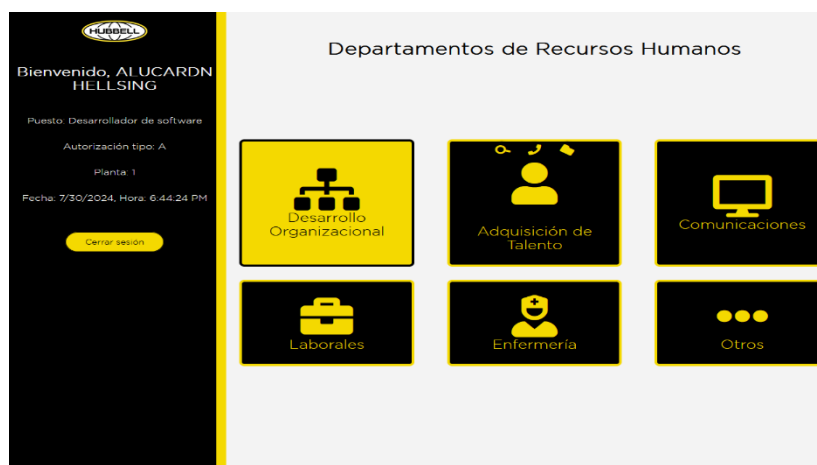 HUBBELL
Bienvenido, ALUCARDN
HELLSING
Puesto: Desarrollador de software
Autorización tipo: A
Planta: 1
Fecha: 7/30/2024, Hora: 6:44:24 PM
Cerrar sesión
Departamentos de Recursos Humanos
Desarrollo
Organizacional
Adquisición de
Talento
Comunicaciones
Laborales
Enfermería
Otros